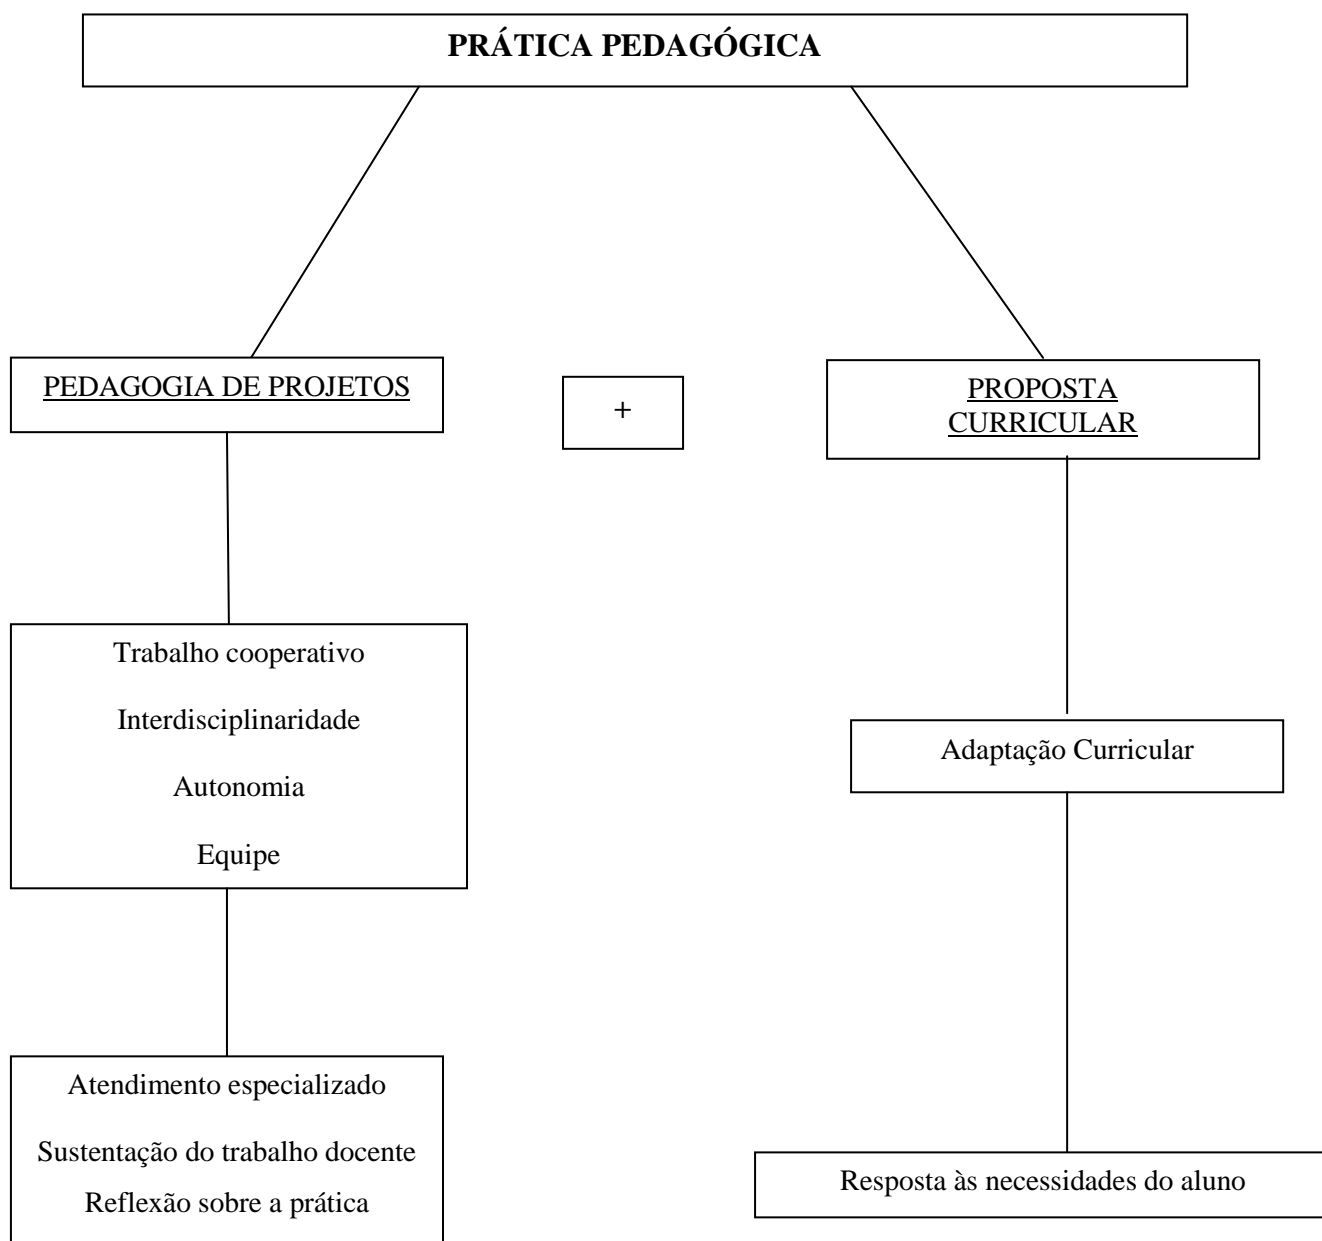 PRÁTICA PEDAGÓGICA
PEDAGOGIA DE PROJETOS
+
PROPOSTA
CURRICULAR
Trabalho cooperativo
Interdisciplinaridade
Autonomia
Equipe
Adaptação Curricular
Atendimento especializado
Sustentação do trabalho docente
Reflexão sobre a prática
Resposta às necessidades do aluno